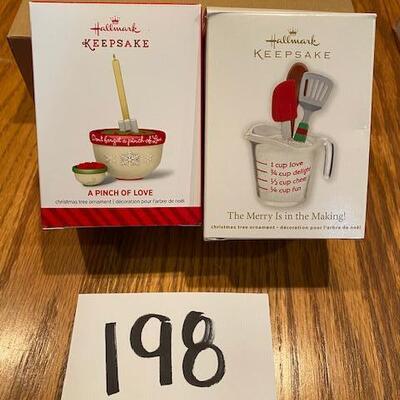 Hallmark
KEEPSAKE
Don't forget a pinch of Love
A PINCH OF LOVE
christmas tree ornament | décoration pour l'arbre de noël
Hallmark
KEEPSAKE
1 cup love
3/4 cup delight
1/2 cup cheer
1/4 cup fun
The Merry Is in the Making!
christmas tree ornament • décoration pour l'arbre de noël
198